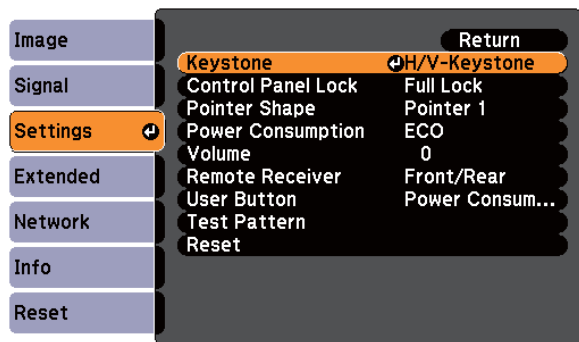 Image
Signal
Settings
Extended
Network
Info
Reset
Return
Keystone H/V-Keystone
Control Panel Lock Full Lock
Pointer Shape Pointer 1
Power Consumption ECO
Volume 0
Remote Receiver Front/Rear
User Button Power Consum...
Test Pattern
Reset